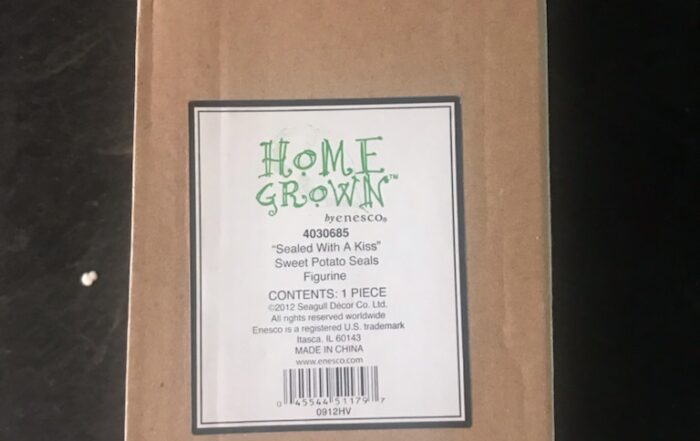 HOME
GROWN™
by enesco®
4030685
"Sealed With A Kiss"
Sweet Potato Seals
Figurine
CONTENTS: 1 PIECE
©2012 Seagull Décor Co. Ltd.
All rights reserved worldwide
Enesco is a registered U.S. trademark
Itasca, IL 60143
MADE IN CHINA
www.enesco.com
0 45544 51179 7
0912HV